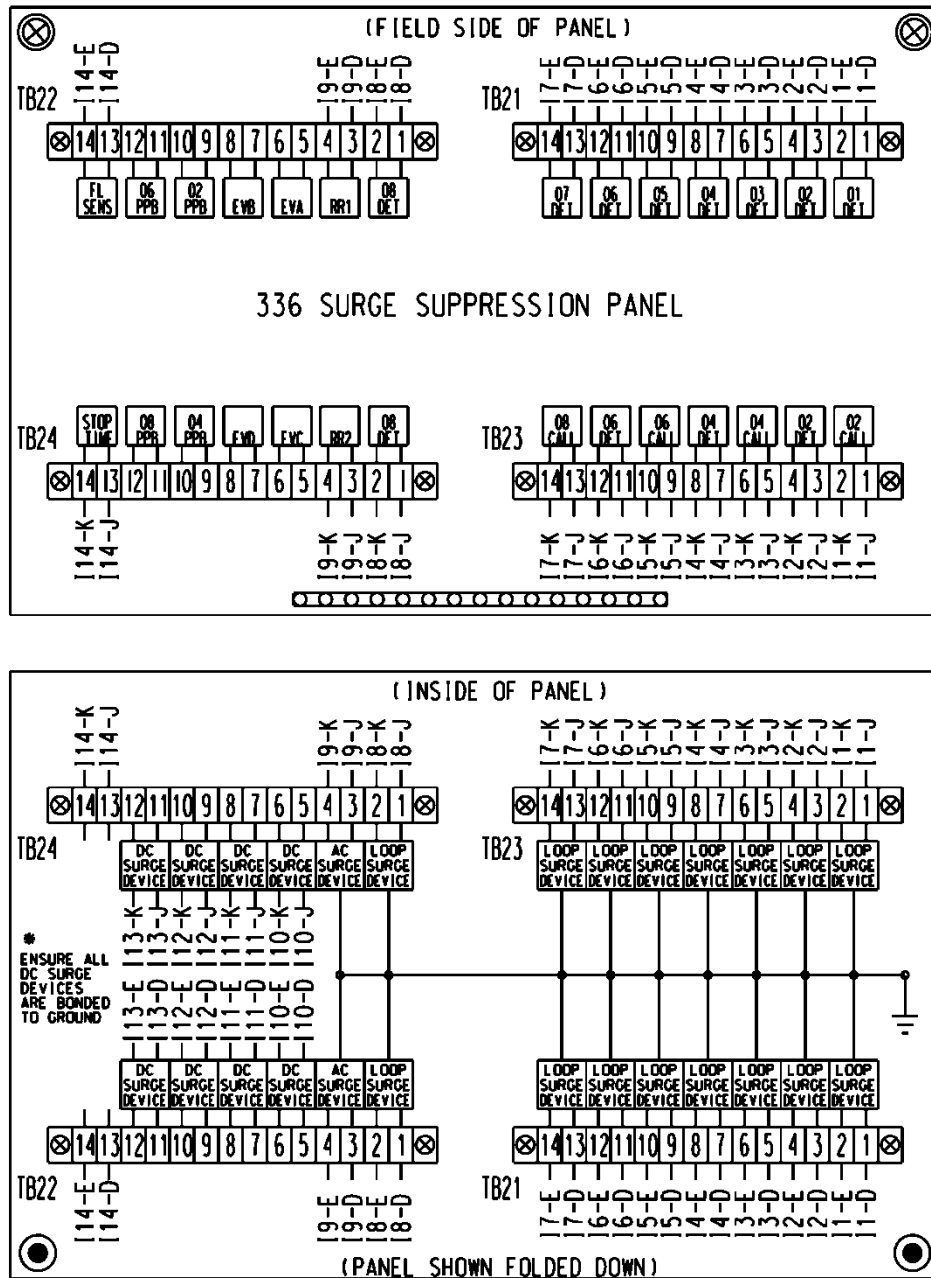 (FIELD SIDE OF PANEL)
I14-E I14-D I9-E I9-D I8-E I8-D I7-E I7-D I6-E I6-D I5-E I5-D I4-E I4-D I3-E I3-D I2-E I2-D I1-E I1-D
TB22 TB21
14 13 12 11 10 9 8 7 6 5 4 3 2 1 14 13 12 11 10 9 8 7 6 5 4 3 2 1
FL SENS 06 PPB 02 PPB EVB EVA RR1 08 DET 07 DET 06 DET 05 DET 04 DET 03 DET 02 DET 01 DET
336 SURGE SUPPRESSION PANEL
STOP TIME 08 PPB 04 PPB EVD EVC RR2 08 DET 08 CALL 06 DET 06 CALL 04 DET 04 CALL 02 DET 02 CALL
TB24 TB23
14 13 12 11 10 9 8 7 6 5 4 3 2 1 14 13 12 11 10 9 8 7 6 5 4 3 2 1
I14-K I14-J I9-K I9-J I8-K I8-J I7-K I7-J I6-K I6-J I5-K I5-J I4-K I4-J I3-K I3-J I2-K I2-J I1-K I1-J
(INSIDE OF PANEL)
I14-K I14-J I9-K I9-J I8-K I8-J I7-K I7-J I6-K I6-J I5-K I5-J I4-K I4-J I3-K I3-J I2-K I2-J I1-K I1-J
14 13 12 11 10 9 8 7 6 5 4 3 2 1 14 13 12 11 10 9 8 7 6 5 4 3 2 1
TB24 TB23
DC DC DC DC AC LOOP LOOP LOOP LOOP LOOP LOOP LOOP LOOP
SURGE SURGE SURGE SURGE SURGE SURGE SURGE SURGE SURGE SURGE SURGE SURGE SURGE
DEVICE DEVICE DEVICE DEVICE DEVICE DEVICE DEVICE DEVICE DEVICE DEVICE DEVICE DEVICE DEVICE
I13-K I13-J I12-K I12-J I11-K I11-J I10-K I10-J
*
ENSURE ALL
DC SURGE
DEVICES
ARE BONDED
TO GROUND
I13-E I13-D I12-E I12-D I11-E I11-D I10-E I10-D
DC DC DC DC AC LOOP LOOP LOOP LOOP LOOP LOOP LOOP LOOP
SURGE SURGE SURGE SURGE SURGE SURGE SURGE SURGE SURGE SURGE SURGE SURGE SURGE
DEVICE DEVICE DEVICE DEVICE DEVICE DEVICE DEVICE DEVICE DEVICE DEVICE DEVICE DEVICE DEVICE
14 13 12 11 10 9 8 7 6 5 4 3 2 1 14 13 12 11 10 9 8 7 6 5 4 3 2 1
TB22 TB21
I14-E I14-D I9-E I9-D I8-E I8-D I7-E I7-D I6-E I6-D I5-E I5-D I4-E I4-D I3-E I3-D I2-E I2-D I1-E I1-D
(PANEL SHOWN FOLDED DOWN)